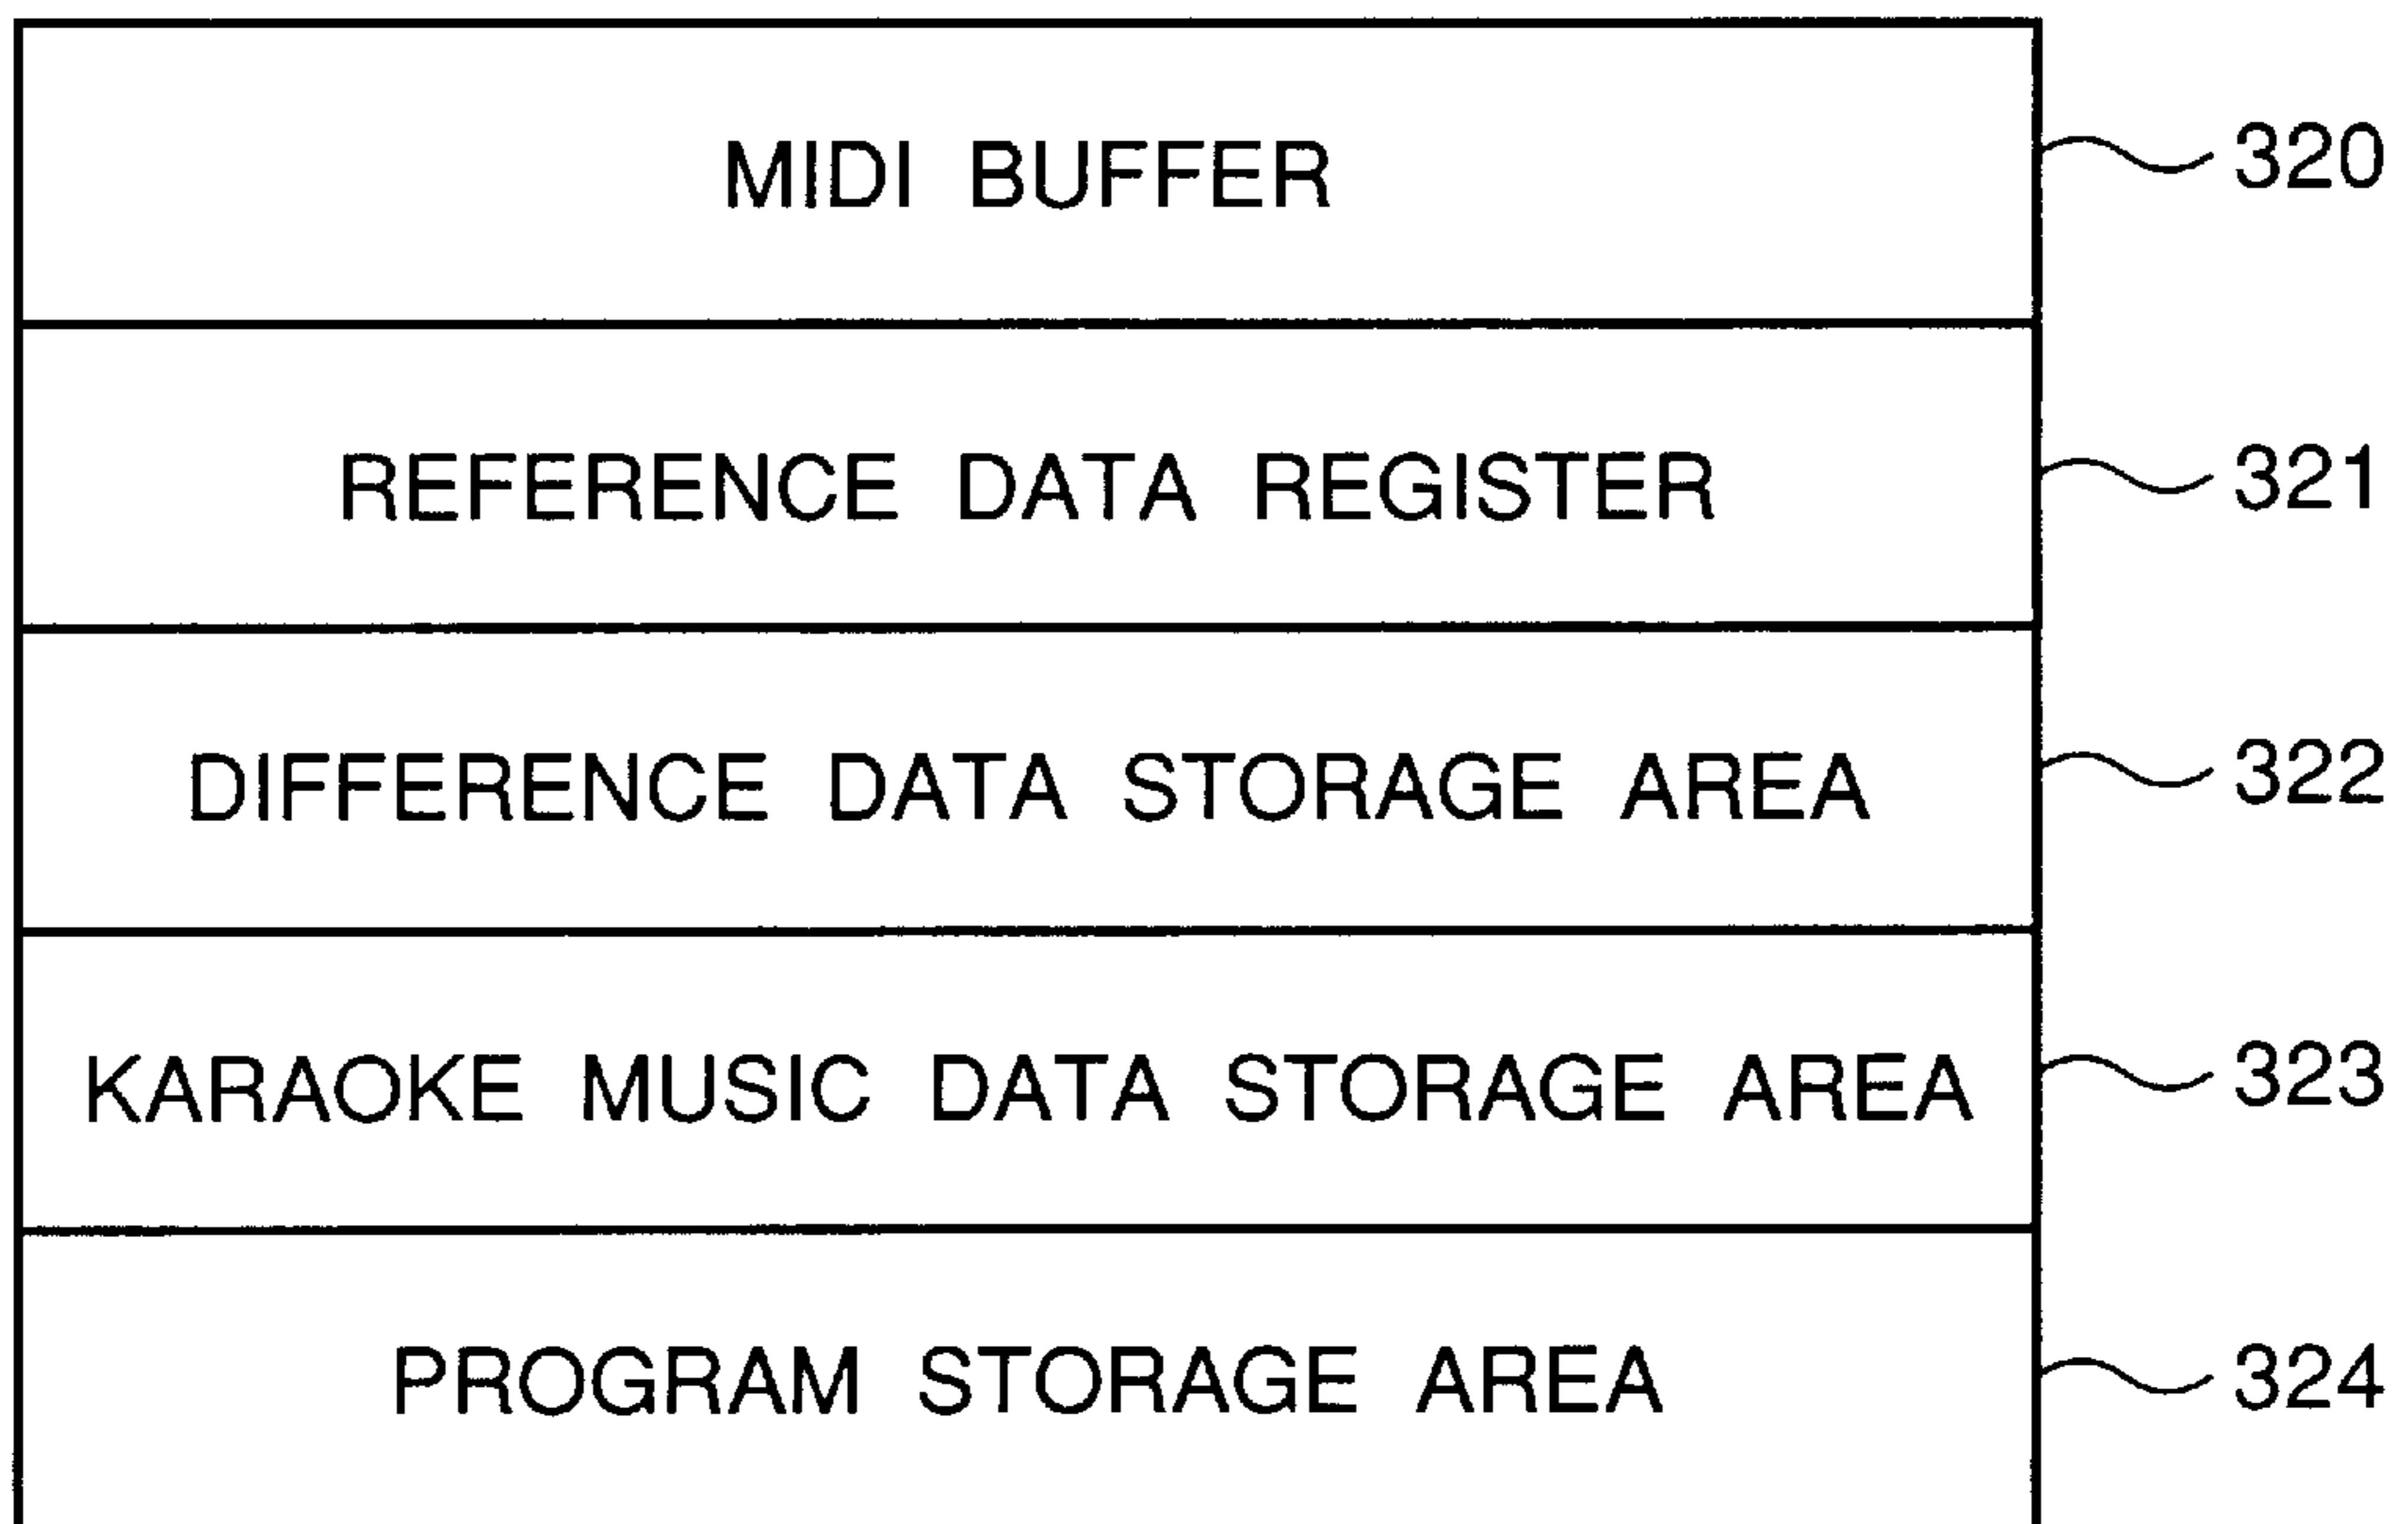 MIDI BUFFER 320
REFERENCE DATA REGISTER 321
DIFFERENCE DATA STORAGE AREA 322
KARAOKE MUSIC DATA STORAGE AREA 323
PROGRAM STORAGE AREA 324